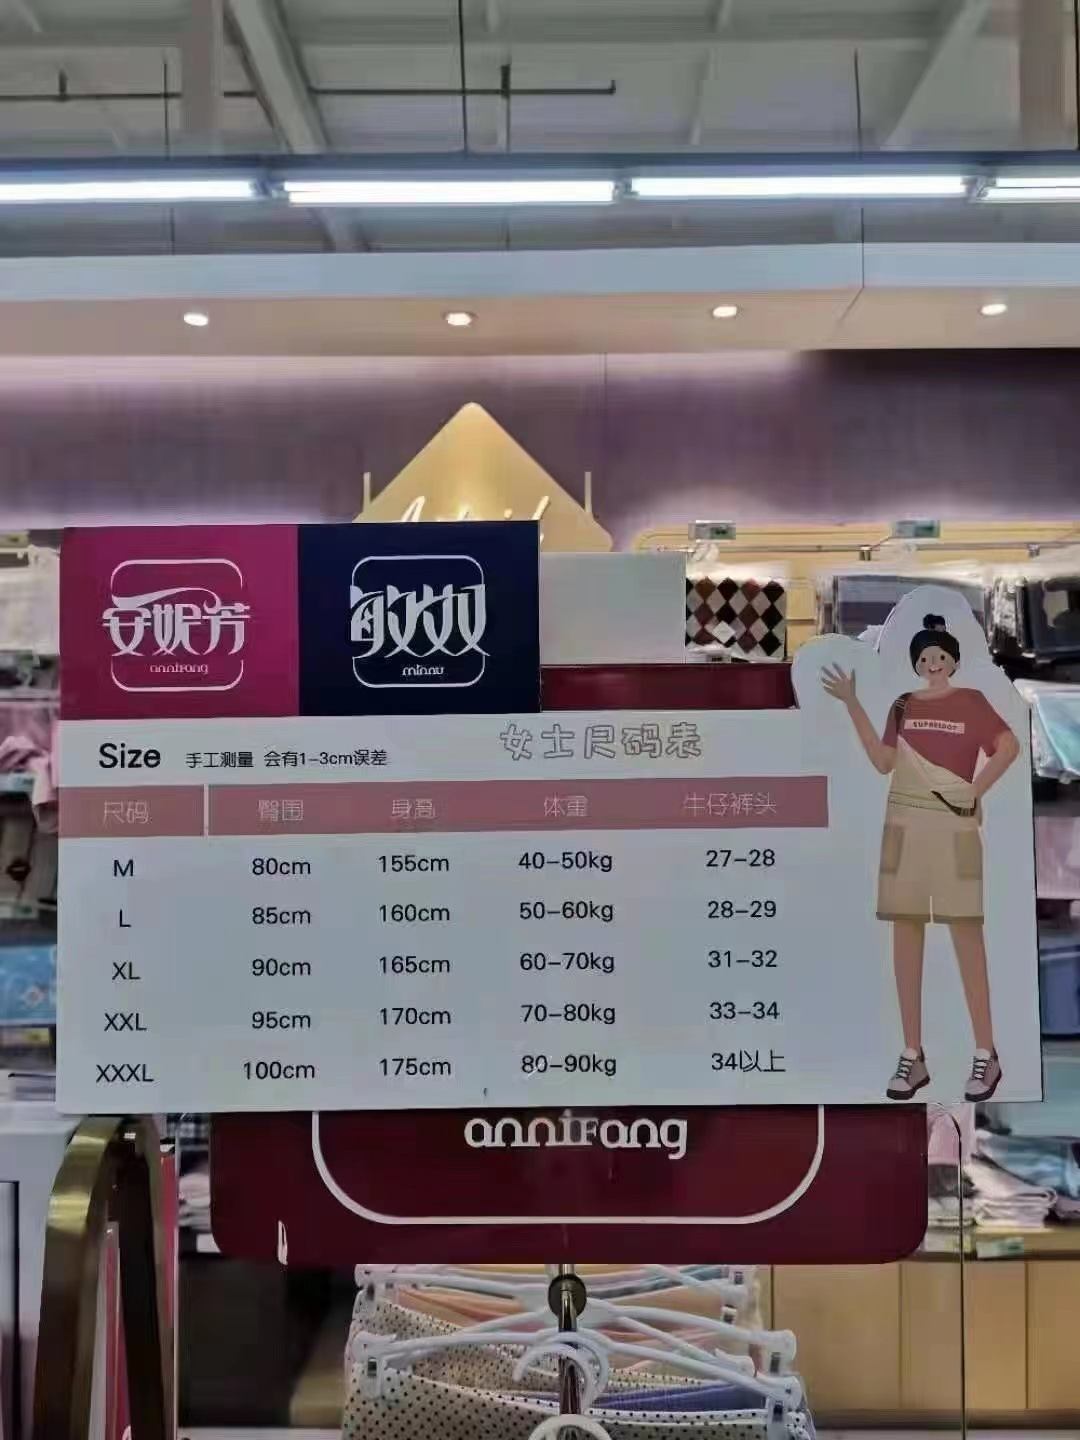 安妮芳
annifang
敏奴
minnu
女士尺码表
Size 手工测量 会有1-3cm误差
尺码 臀围 身高 体重 牛仔裤头
M 80cm 155cm 40-50kg 27-28
L 85cm 160cm 50-60kg 28-29
XL 90cm 165cm 60-70kg 31-32
XXL 95cm 170cm 70-80kg 33-34
XXXL 100cm 175cm 80-90kg 34以上
anniFang